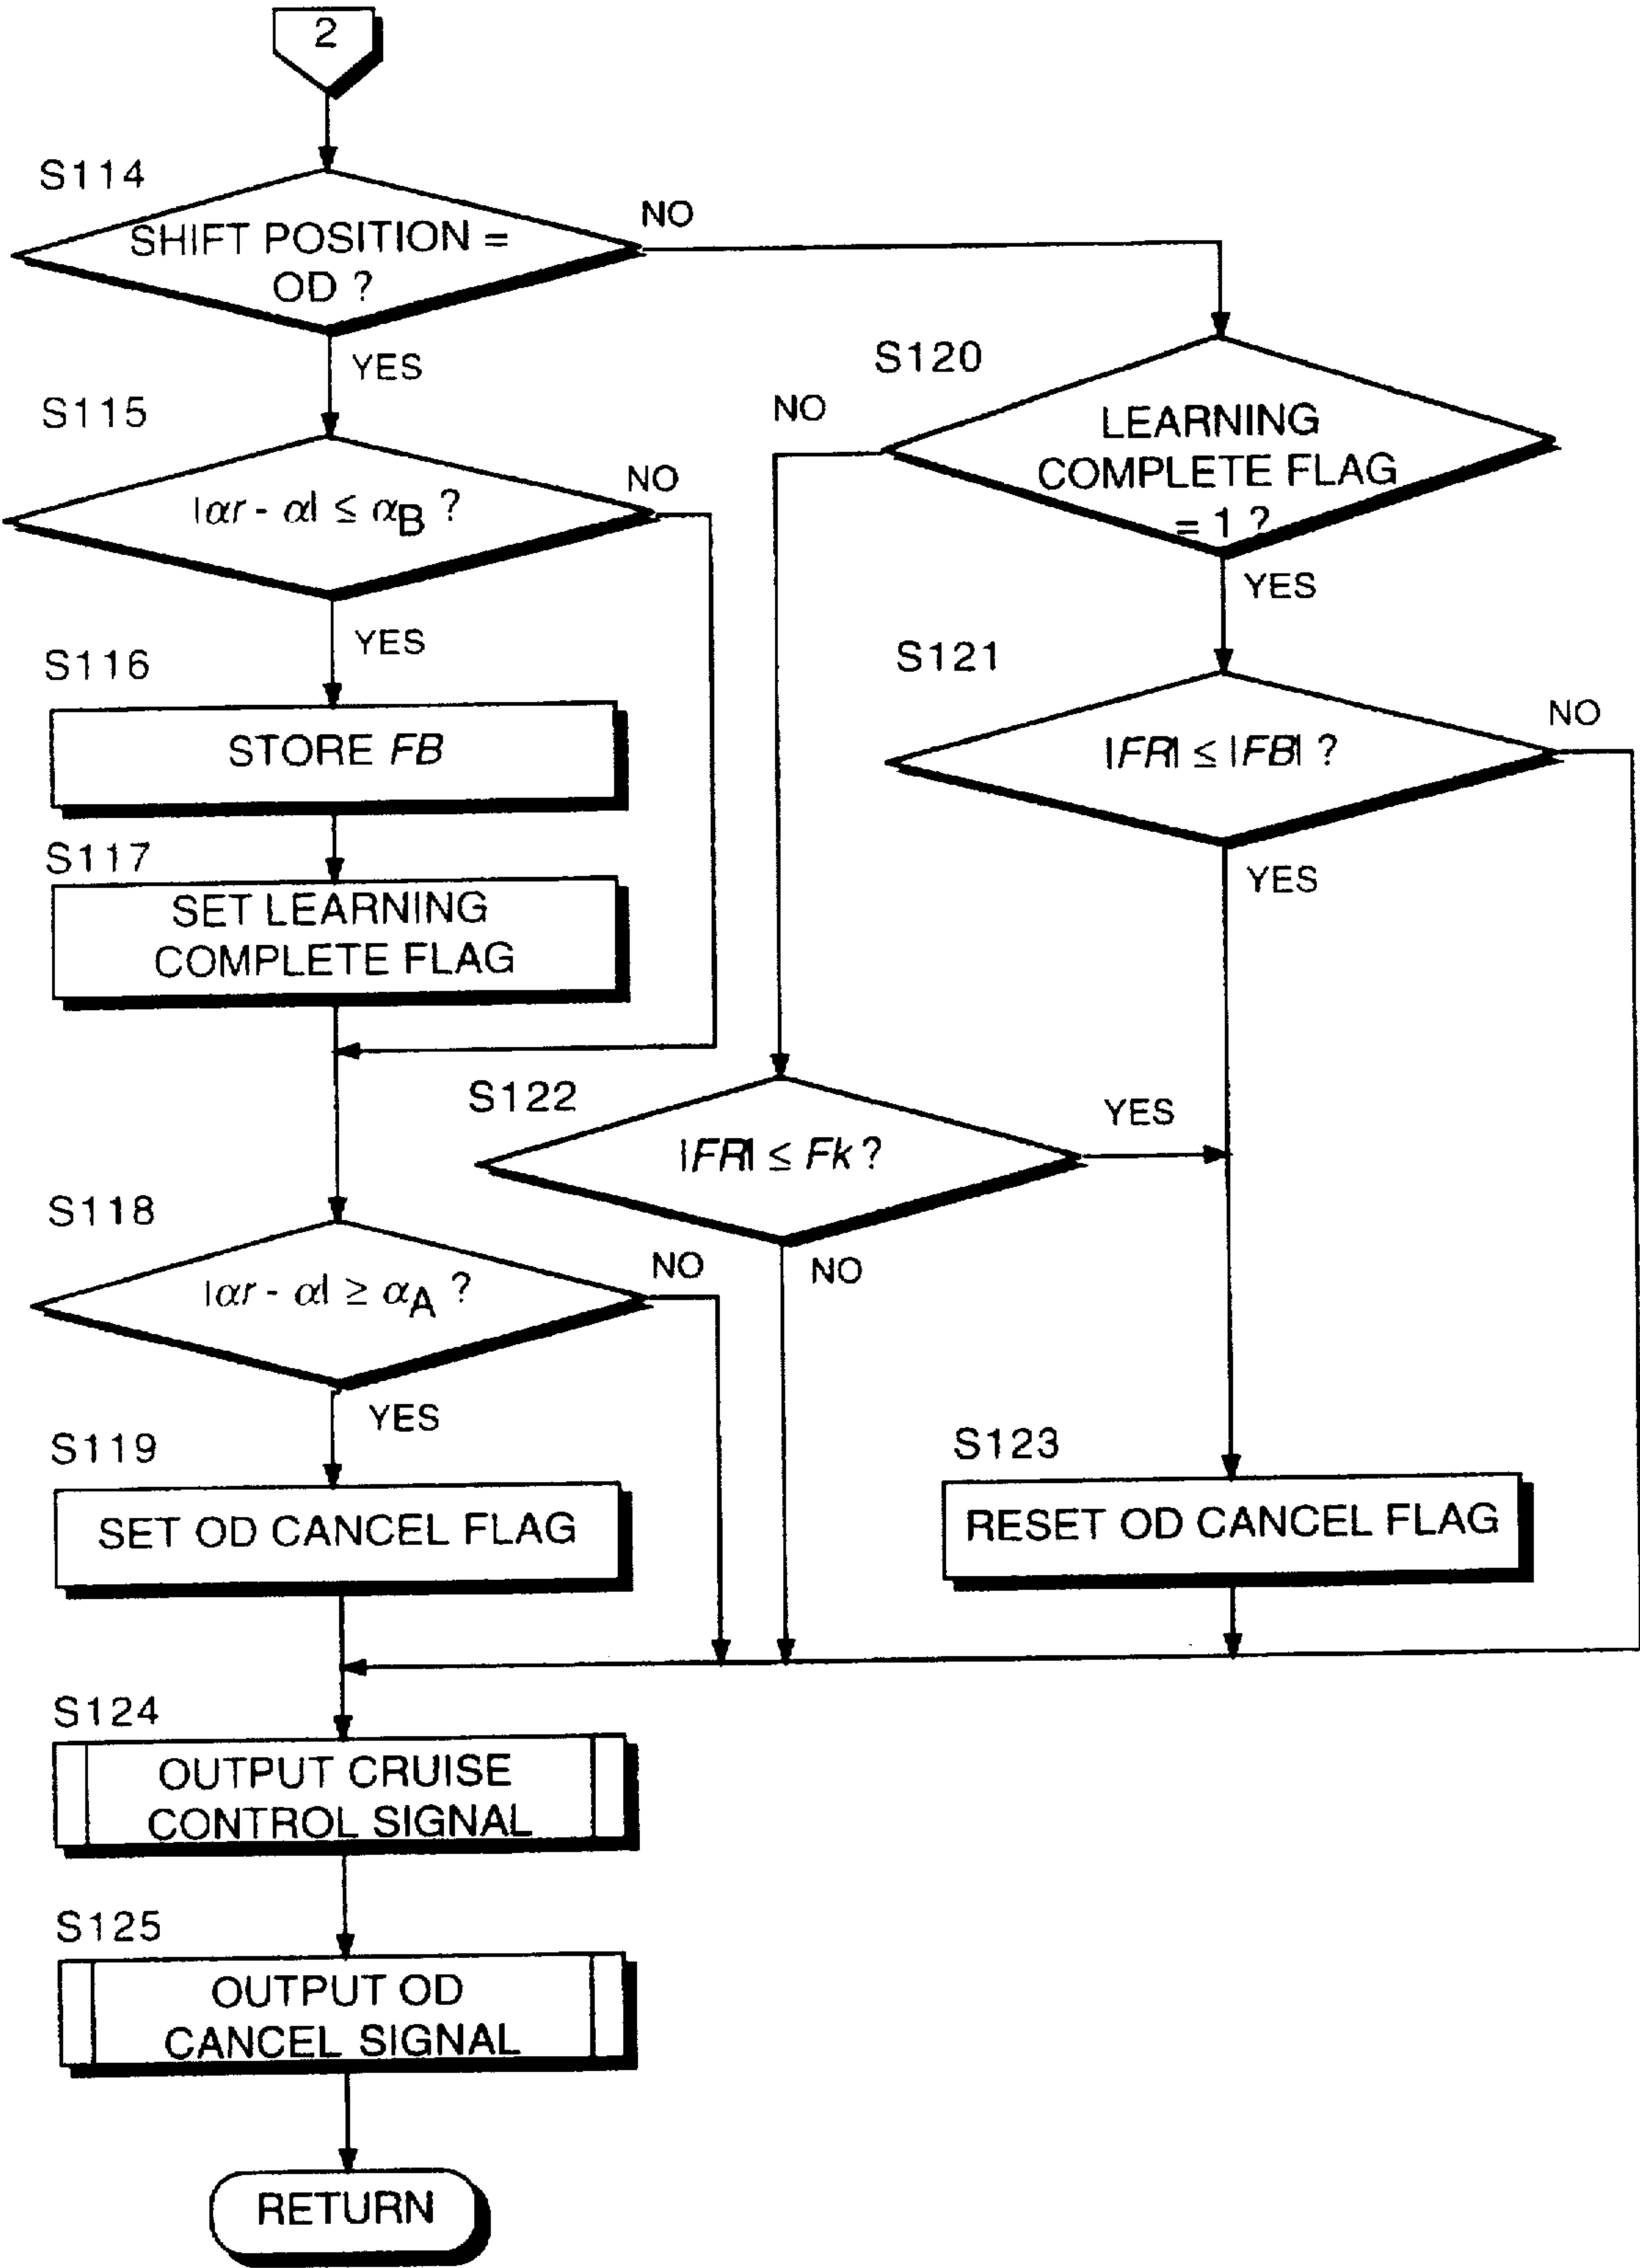 2
S114
SHIFT POSITION =
OD ?
NO
YES
S115
|αr - α| ≤ αB ?
NO
YES
S116
STORE FB
S117
SET LEARNING
COMPLETE FLAG
S118
|αr - α| ≥ αA ?
NO
YES
S119
SET OD CANCEL FLAG
S120
NO
LEARNING
COMPLETE FLAG
= 1 ?
YES
S121
|FR| ≤ |FB| ?
NO
YES
S122
|FR| ≤ Fk ?
YES
NO
S123
RESET OD CANCEL FLAG
S124
OUTPUT CRUISE
CONTROL SIGNAL
S125
OUTPUT OD
CANCEL SIGNAL
RETURN